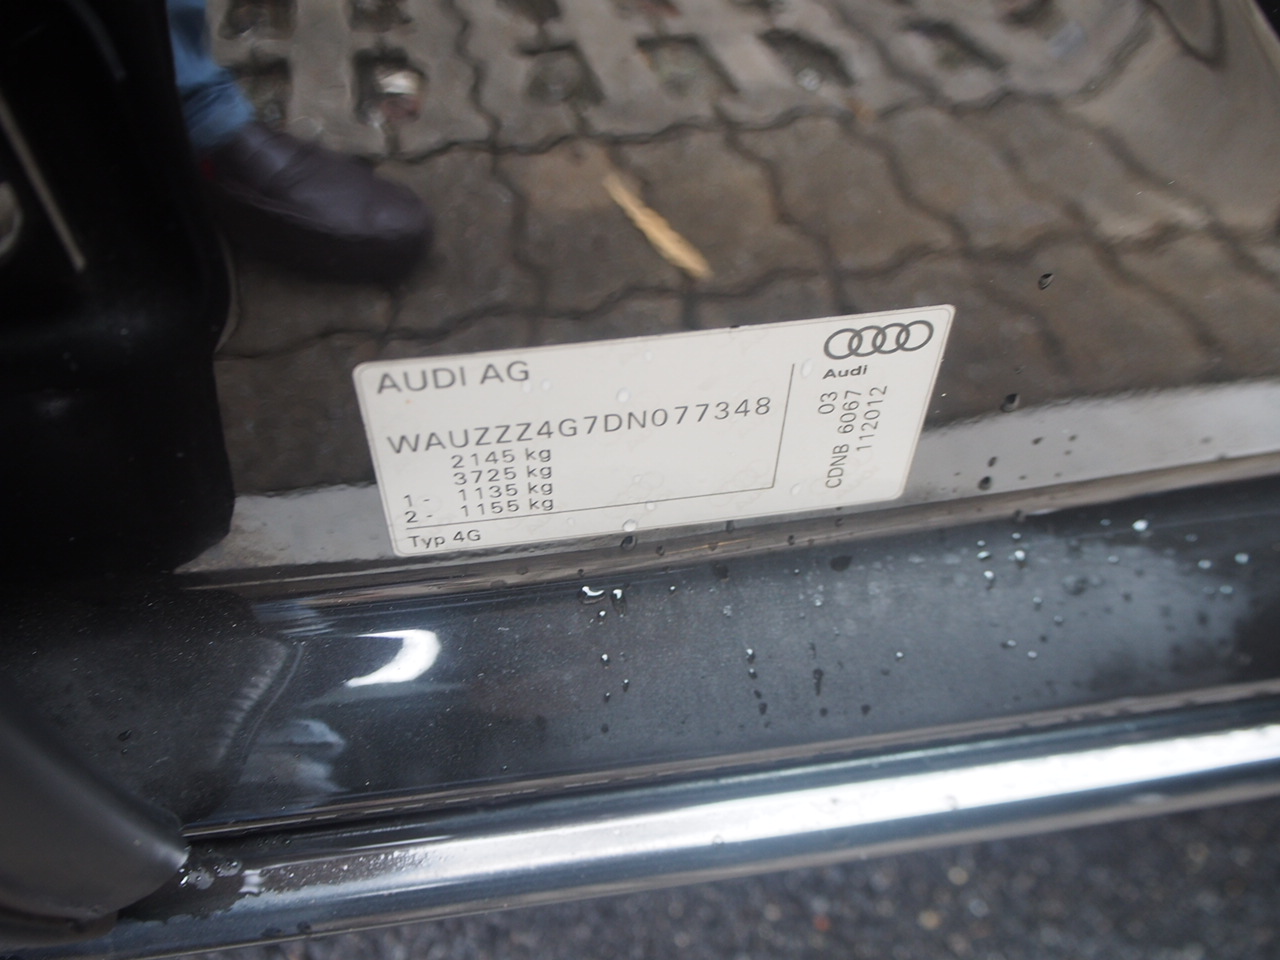 AUDI AG
WAUZZZ4G7DN077348
2145 kg
3725 kg
1 - 1135 kg
2 - 1155 kg
Typ 4G
Audi
03
CDNB 6067
112012